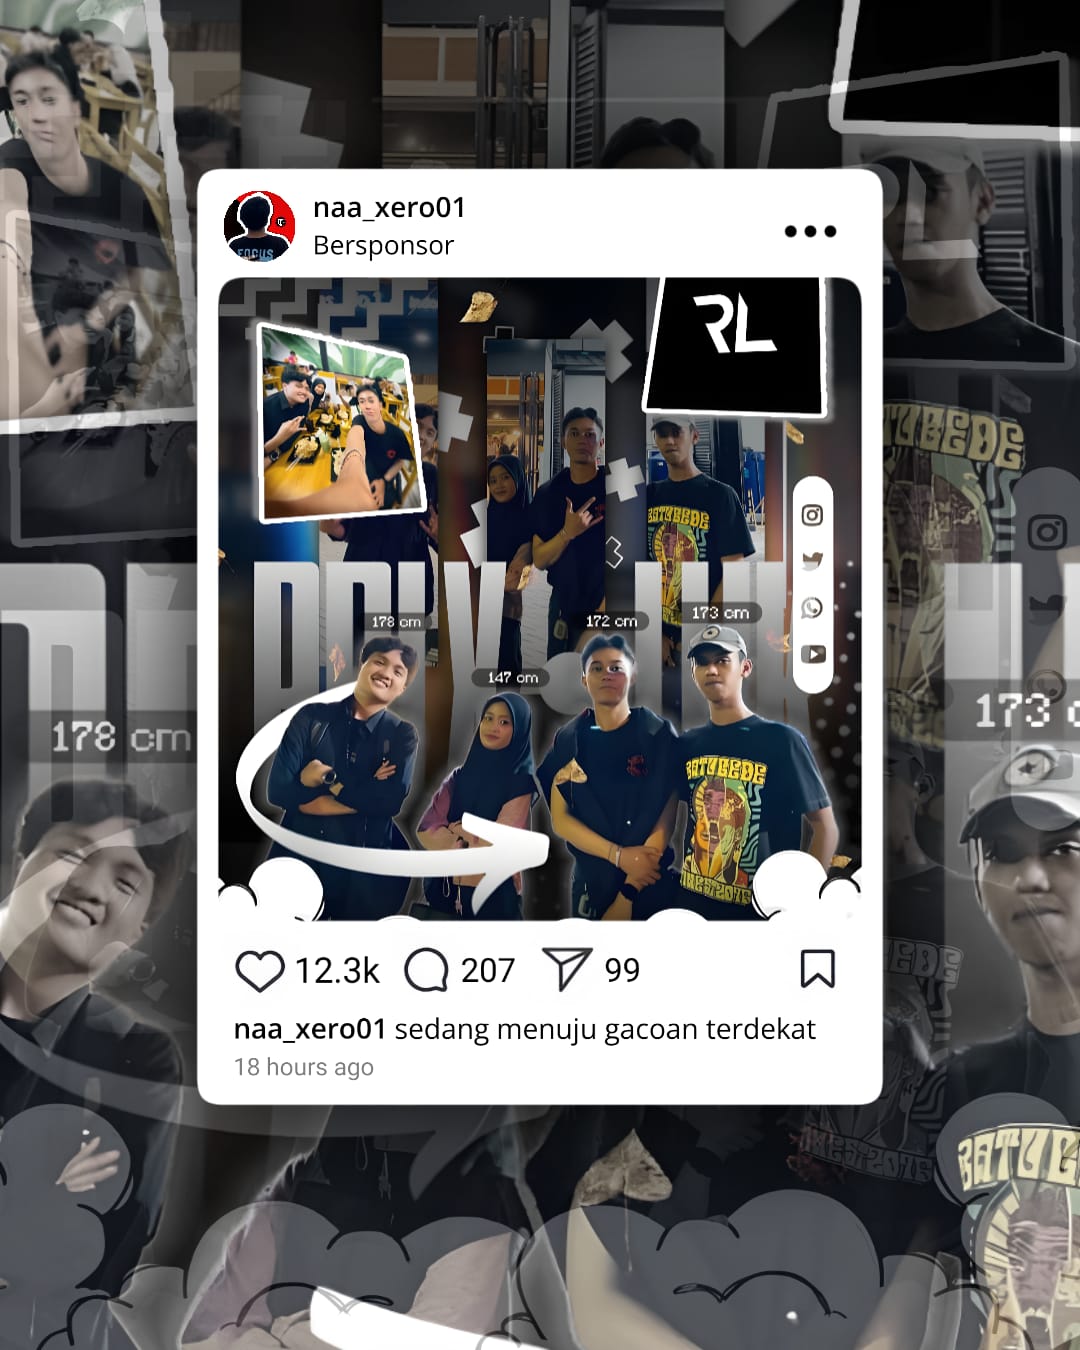 naa_xero01
Bersponsor
FOCUS
RL
BATUBEDE
178 cm
147 cm
172 cm
173 cm
BATUBEDE
12.3k 207 99
naa_xero01 sedang menuju gacoan terdekat
18 hours ago
178 cm
173 c